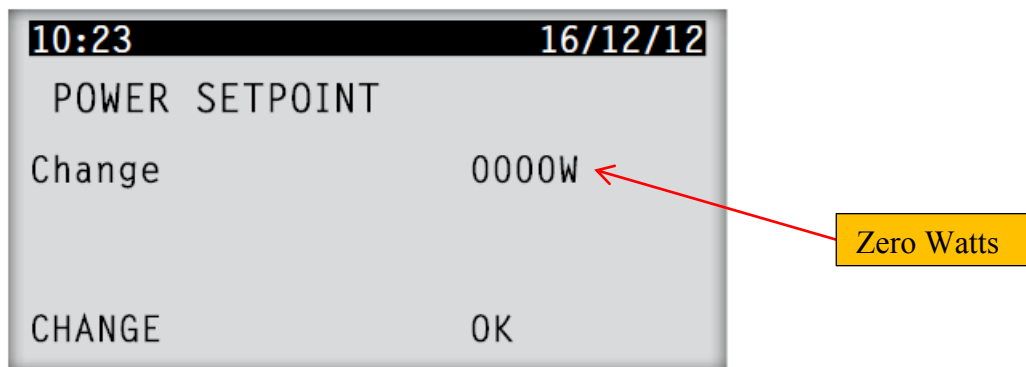 10:23 16/12/12
POWER SETPOINT
Change 0000W
Zero Watts
CHANGE OK